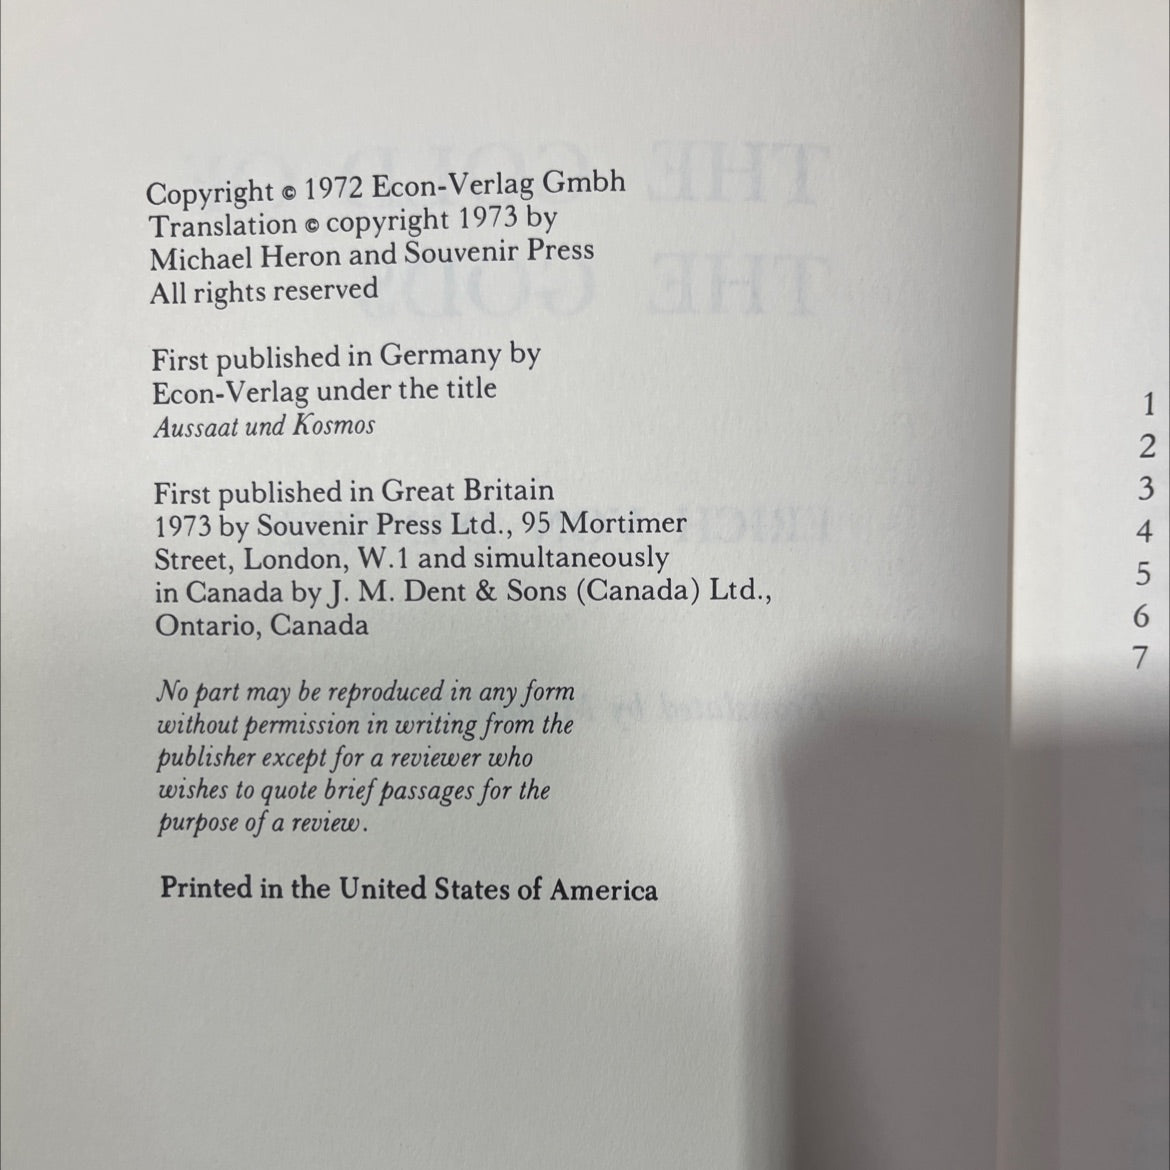 Copyright © 1972 Econ-Verlag Gmbh
Translation © copyright 1973 by
Michael Heron and Souvenir Press
All rights reserved
First published in Germany by
Econ-Verlag under the title
Aussaat und Kosmos
First published in Great Britain
1973 by Souvenir Press Ltd., 95 Mortimer
Street, London, W.1 and simultaneously
in Canada by J. M. Dent & Sons (Canada) Ltd.,
Ontario, Canada
No part may be reproduced in any form
without permission in writing from the
publisher except for a reviewer who
wishes to quote brief passages for the
purpose of a review.
Printed in the United States of America
1
2
3
4
5
6
7